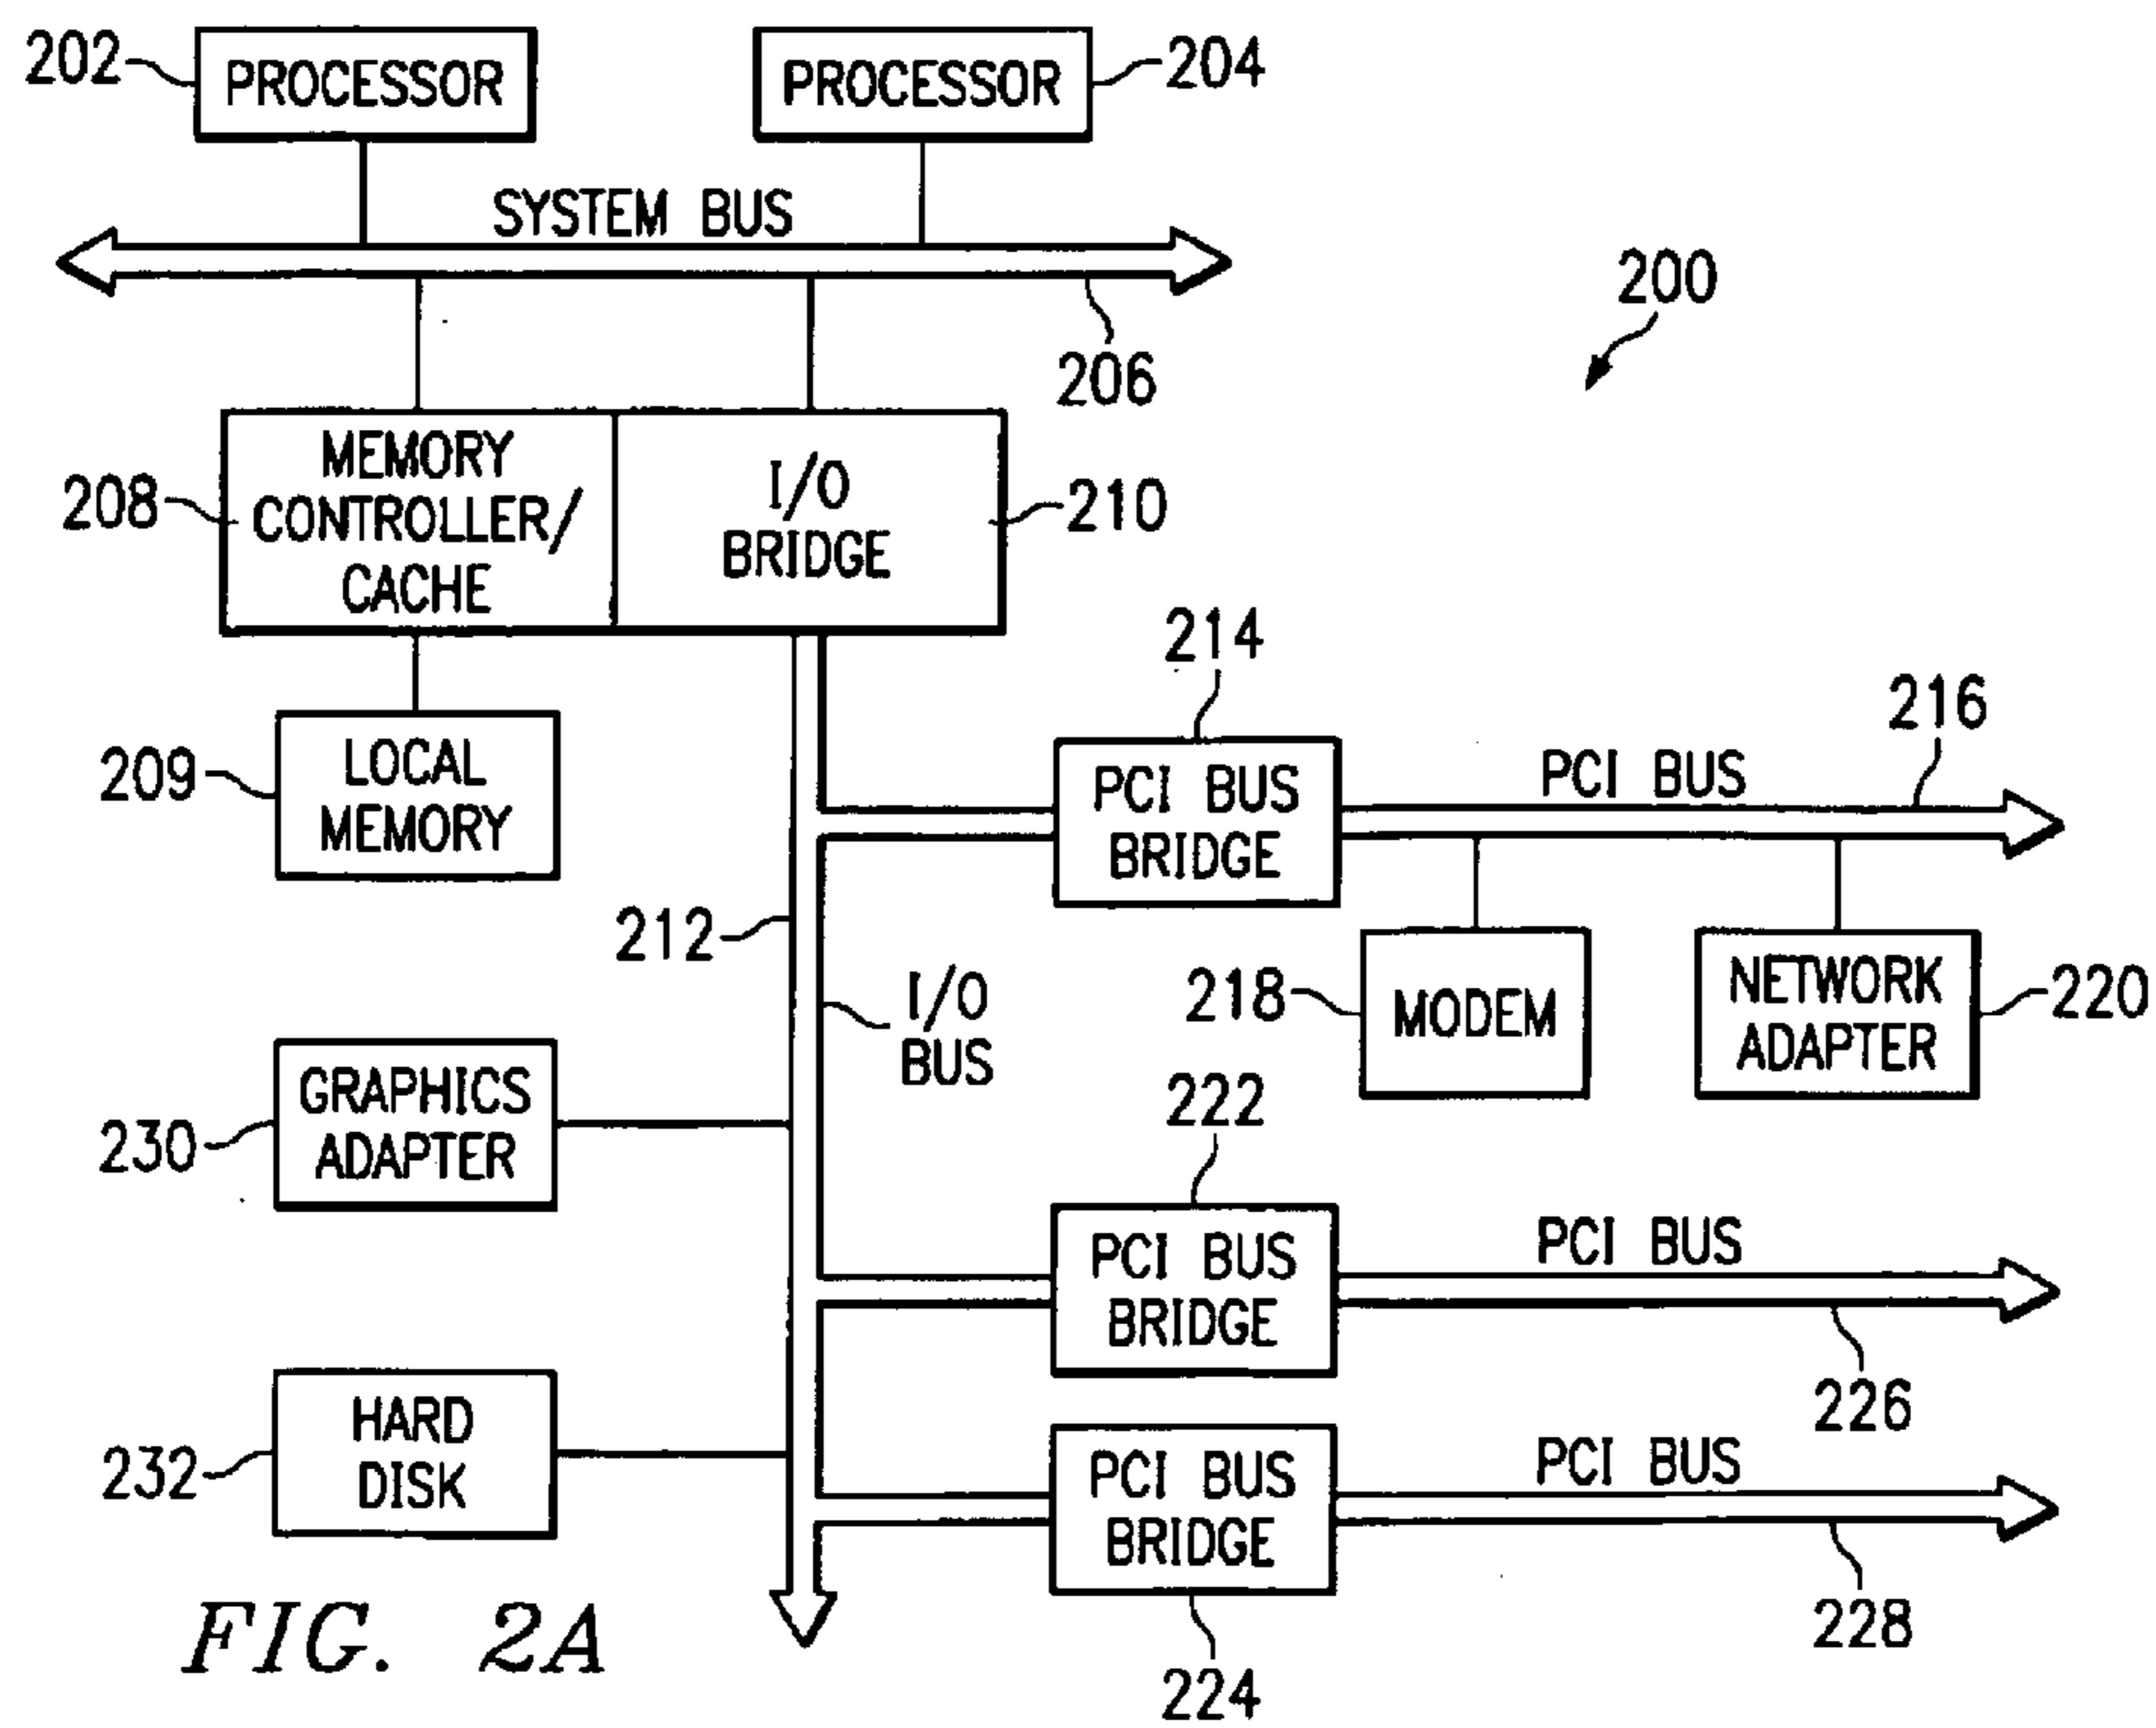 202
PROCESSOR
PROCESSOR
204
SYSTEM BUS
200
206
MEMORY
CONTROLLER/
CACHE
208
I/O
BRIDGE
210
214
216
LOCAL
MEMORY
209
PCI BUS
BRIDGE
PCI BUS
212
I/O
BUS
218
MODEM
NETWORK
ADAPTER
220
GRAPHICS
ADAPTER
230
222
PCI BUS
BRIDGE
PCI BUS
226
HARD
DISK
232
PCI BUS
BRIDGE
PCI BUS
228
224
FIG. 2A